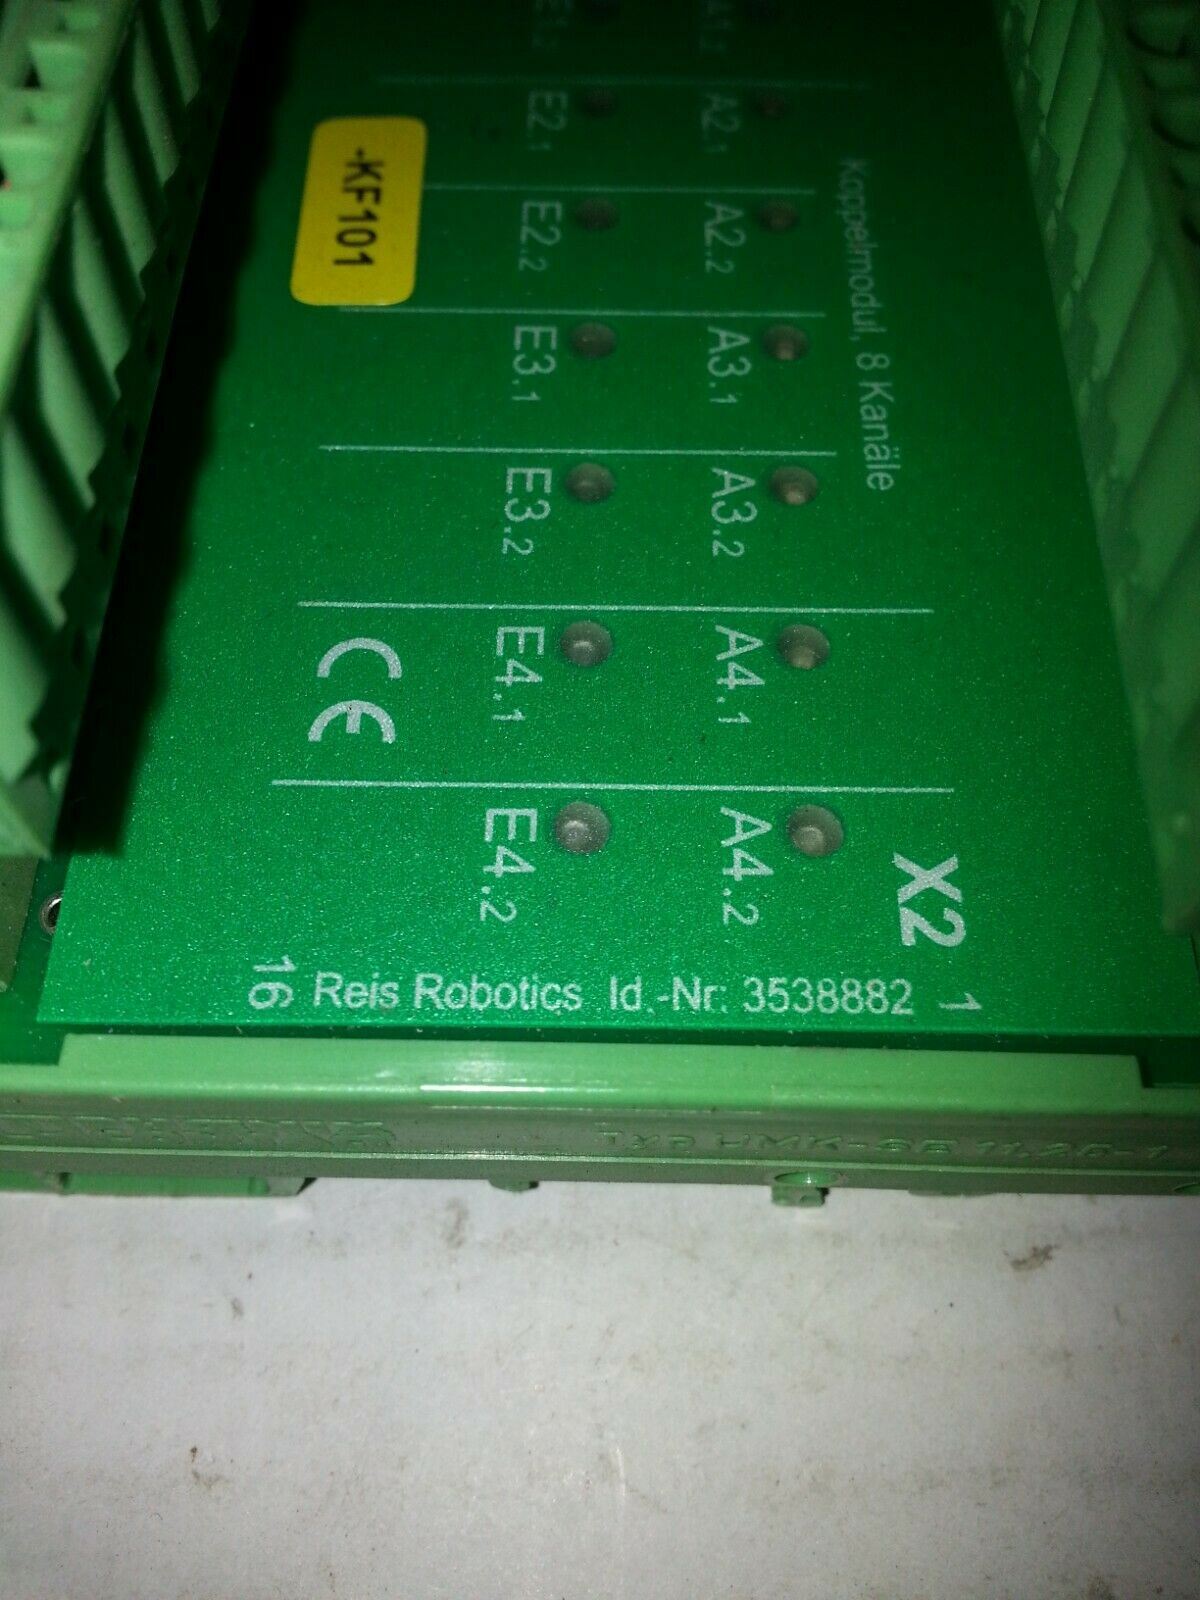 E2.1
A2.1
-KF101
Koppelmodul, 8 Kanäle
E2.2
A2.2
E3.1
A3.1
E3.2
A3.2
E4.1
A4.1
CE
E4.2
A4.2
X2
16 Reis Robotics Id.-Nr: 3538882 1